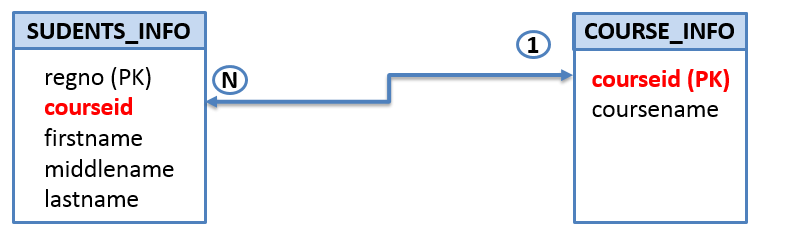 SUDENTS_INFO
regno (PK)
courseid
firstname
middlename
lastname
N
1
COURSE_INFO
courseid (PK)
coursename